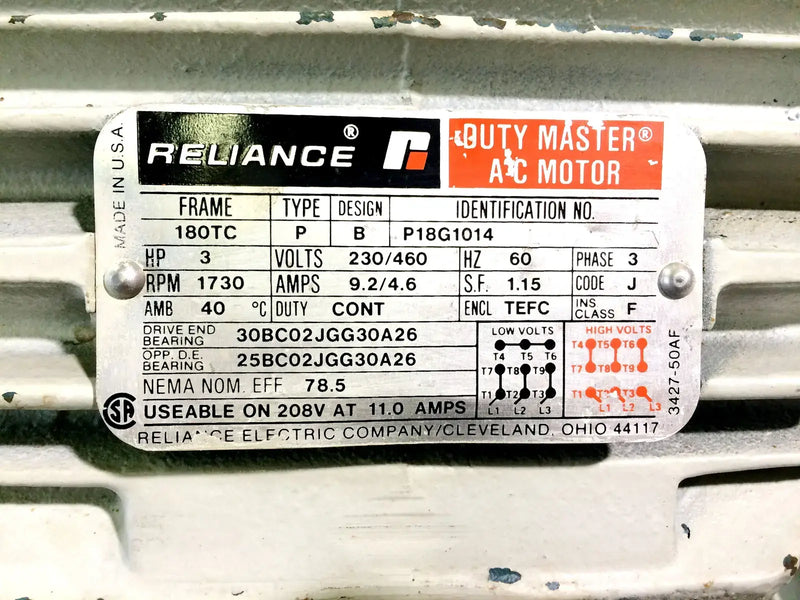 MADE IN U.S.A.
RELIANCE ®
DUTY MASTER®
A-C MOTOR
FRAME TYPE DESIGN IDENTIFICATION NO.
180TC P B P18G1014
HP 3 VOLTS 230/460 HZ 60 PHASE 3
RPM 1730 AMPS 9.2/4.6 S.F. 1.15 CODE J
AMB 40 °C DUTY CONT ENCL TEFC INS. CLASS F
DRIVE END BEARING 30BC02JGG30A26
OPP. D.E. BEARING 25BC02JGG30A26
NEMA NOM. EFF 78.5
SA USEABLE ON 208V AT 11.0 AMPS
LOW VOLTS
T4 T5 T6
T7 T8 T9
T1 T2 T3
L1 L2 L3
HIGH VOLTS
T4 T5 T6
T7 T8 T9
T1 T2 T3
L1 L2 L3
3427-50AF
RELIANCE ELECTRIC COMPANY/CLEVELAND, OHIO 44117